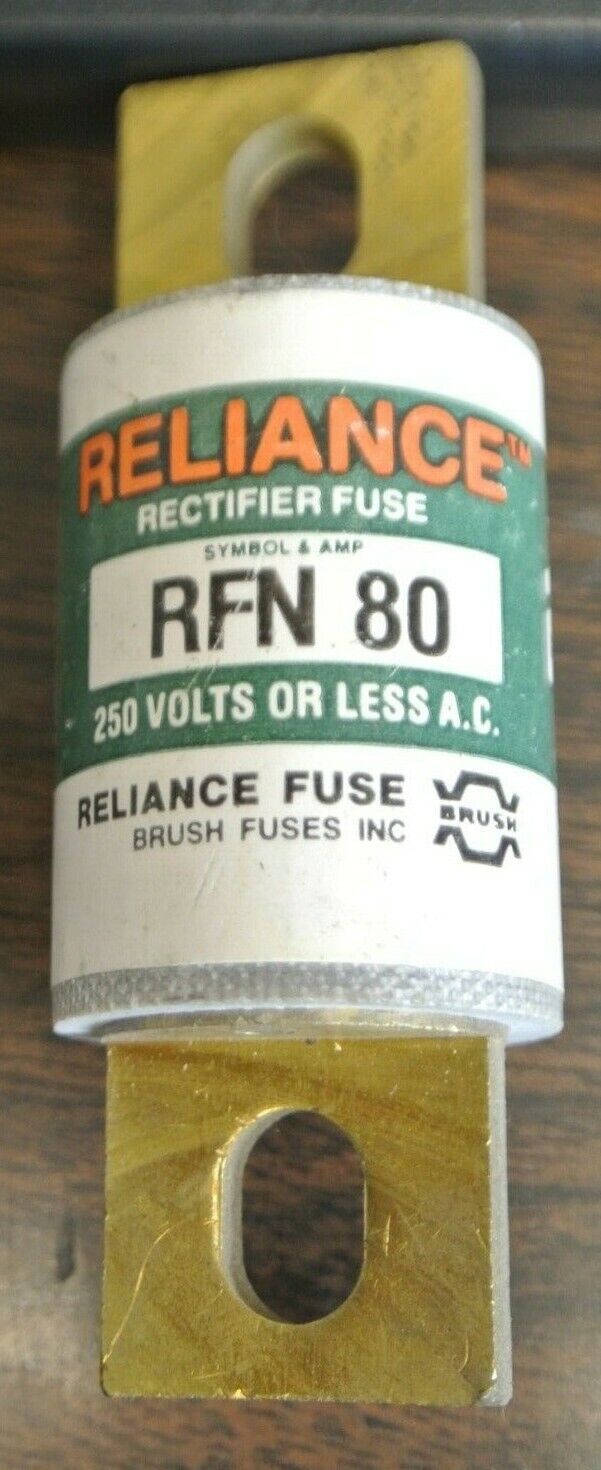 RELIANCE™
RECTIFIER FUSE
SYMBOL & AMP
RFN 80
250 VOLTS OR LESS A.C.
RELIANCE FUSE
BRUSH FUSES INC
BRUSH